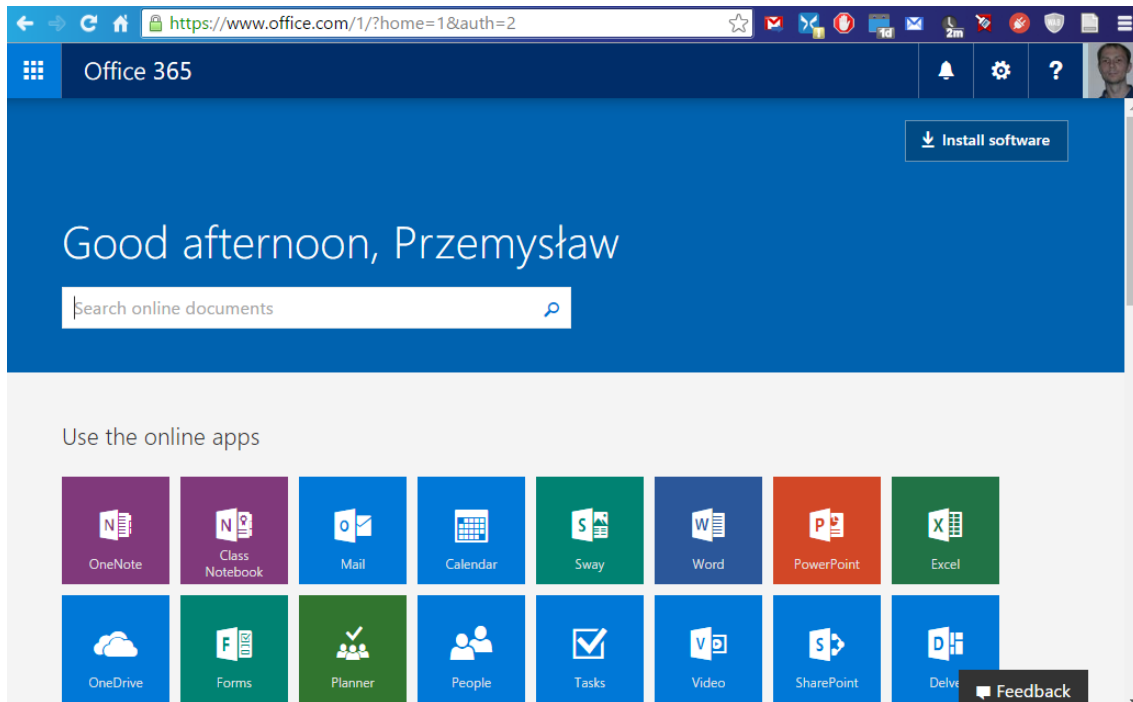 https://www.office.com/1/?home=1&auth=2
1d
2m
Office 365
?
Install software
Good afternoon, Przemysław
Search online documents
Use the online apps
OneNote
Class
Notebook
Mail
Calendar
Sway
Word
PowerPoint
Excel
OneDrive
Forms
Planner
People
Tasks
Video
SharePoint
Delve
Feedback